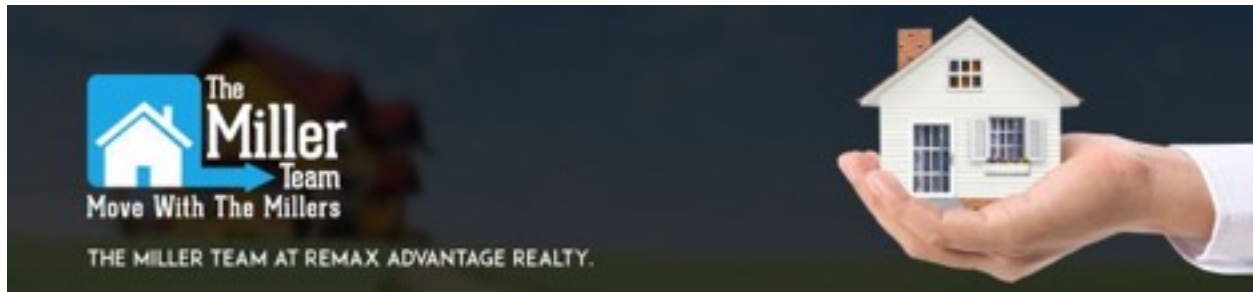 The
Miller
Team
Move With The Millers
THE MILLER TEAM AT REMAX ADVANTAGE REALTY.